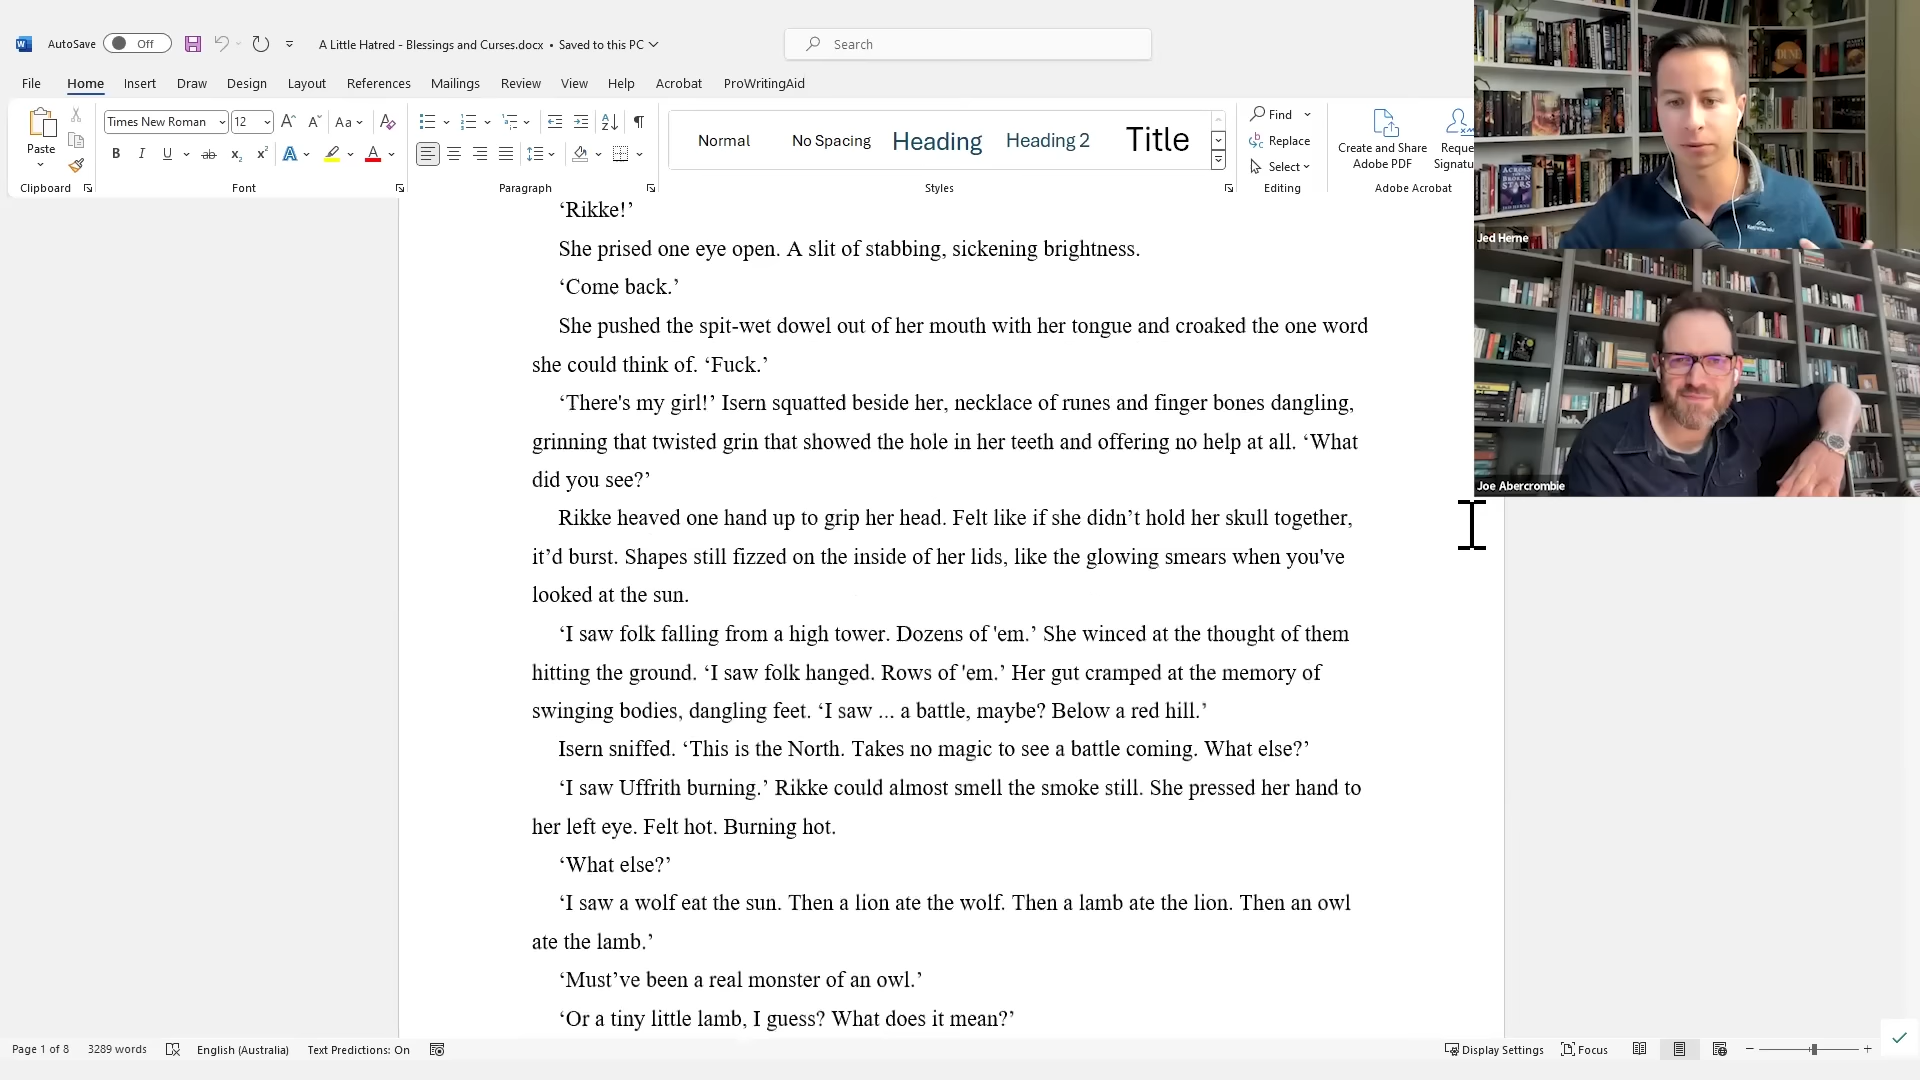 AutoSave Off A Little Hatred - Blessings and Curses.docx • Saved to this PC Search
File Home Insert Draw Design Layout References Mailings Review View Help Acrobat ProWritingAid
Paste
Clipboard
Times New Roman 12
Font
Paragraph
Normal No Spacing Heading Heading 2 Title
Styles
Find
Replace
Select
Editing
Create and Share
Adobe PDF
Reque
Signatu
Adobe Acrobat
DUNE
ACROSS
BROKEN
STARS
JED HERNE
Jed Herne
Joe Abercrombie
‘Rikke!’
She prised one eye open. A slit of stabbing, sickening brightness.
‘Come back.’
She pushed the spit-wet dowel out of her mouth with her tongue and croaked the one word
she could think of. ‘Fuck.’
‘There's my girl!’ Isern squatted beside her, necklace of runes and finger bones dangling,
grinning that twisted grin that showed the hole in her teeth and offering no help at all. ‘What
did you see?’
Rikke heaved one hand up to grip her head. Felt like if she didn’t hold her skull together,
it’d burst. Shapes still fizzed on the inside of her lids, like the glowing smears when you've
looked at the sun.
‘I saw folk falling from a high tower. Dozens of 'em.’ She winced at the thought of them
hitting the ground. ‘I saw folk hanged. Rows of 'em.’ Her gut cramped at the memory of
swinging bodies, dangling feet. ‘I saw ... a battle, maybe? Below a red hill.’
Isern sniffed. ‘This is the North. Takes no magic to see a battle coming. What else?’
‘I saw Uffrith burning.’ Rikke could almost smell the smoke still. She pressed her hand to
her left eye. Felt hot. Burning hot.
‘What else?’
‘I saw a wolf eat the sun. Then a lion ate the wolf. Then a lamb ate the lion. Then an owl
ate the lamb.’
‘Must’ve been a real monster of an owl.’
‘Or a tiny little lamb, I guess? What does it mean?’
Page 1 of 8 3289 words English (Australia) Text Predictions: On Display Settings Focus